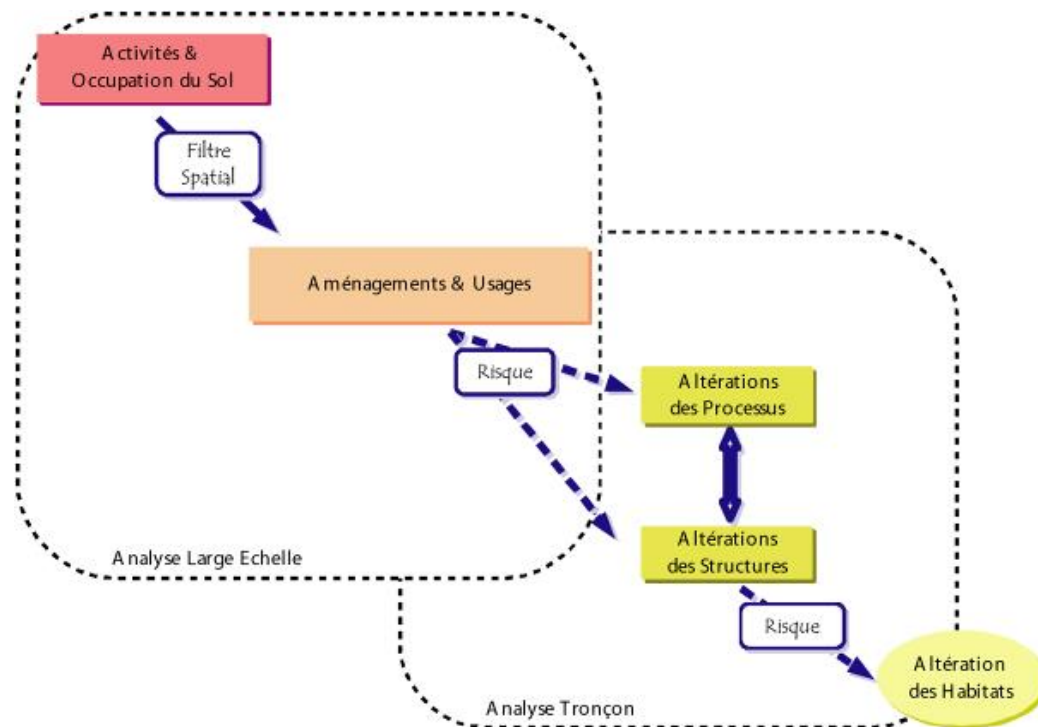 Activités &
Occupation du Sol
Filtre
Spatial
Aménagements & Usages
Risque
Altérations
des Processus
Altérations
des Structures
Analyse Large Echelle
Risque
Altération
des Habitats
Analyse Tronçon